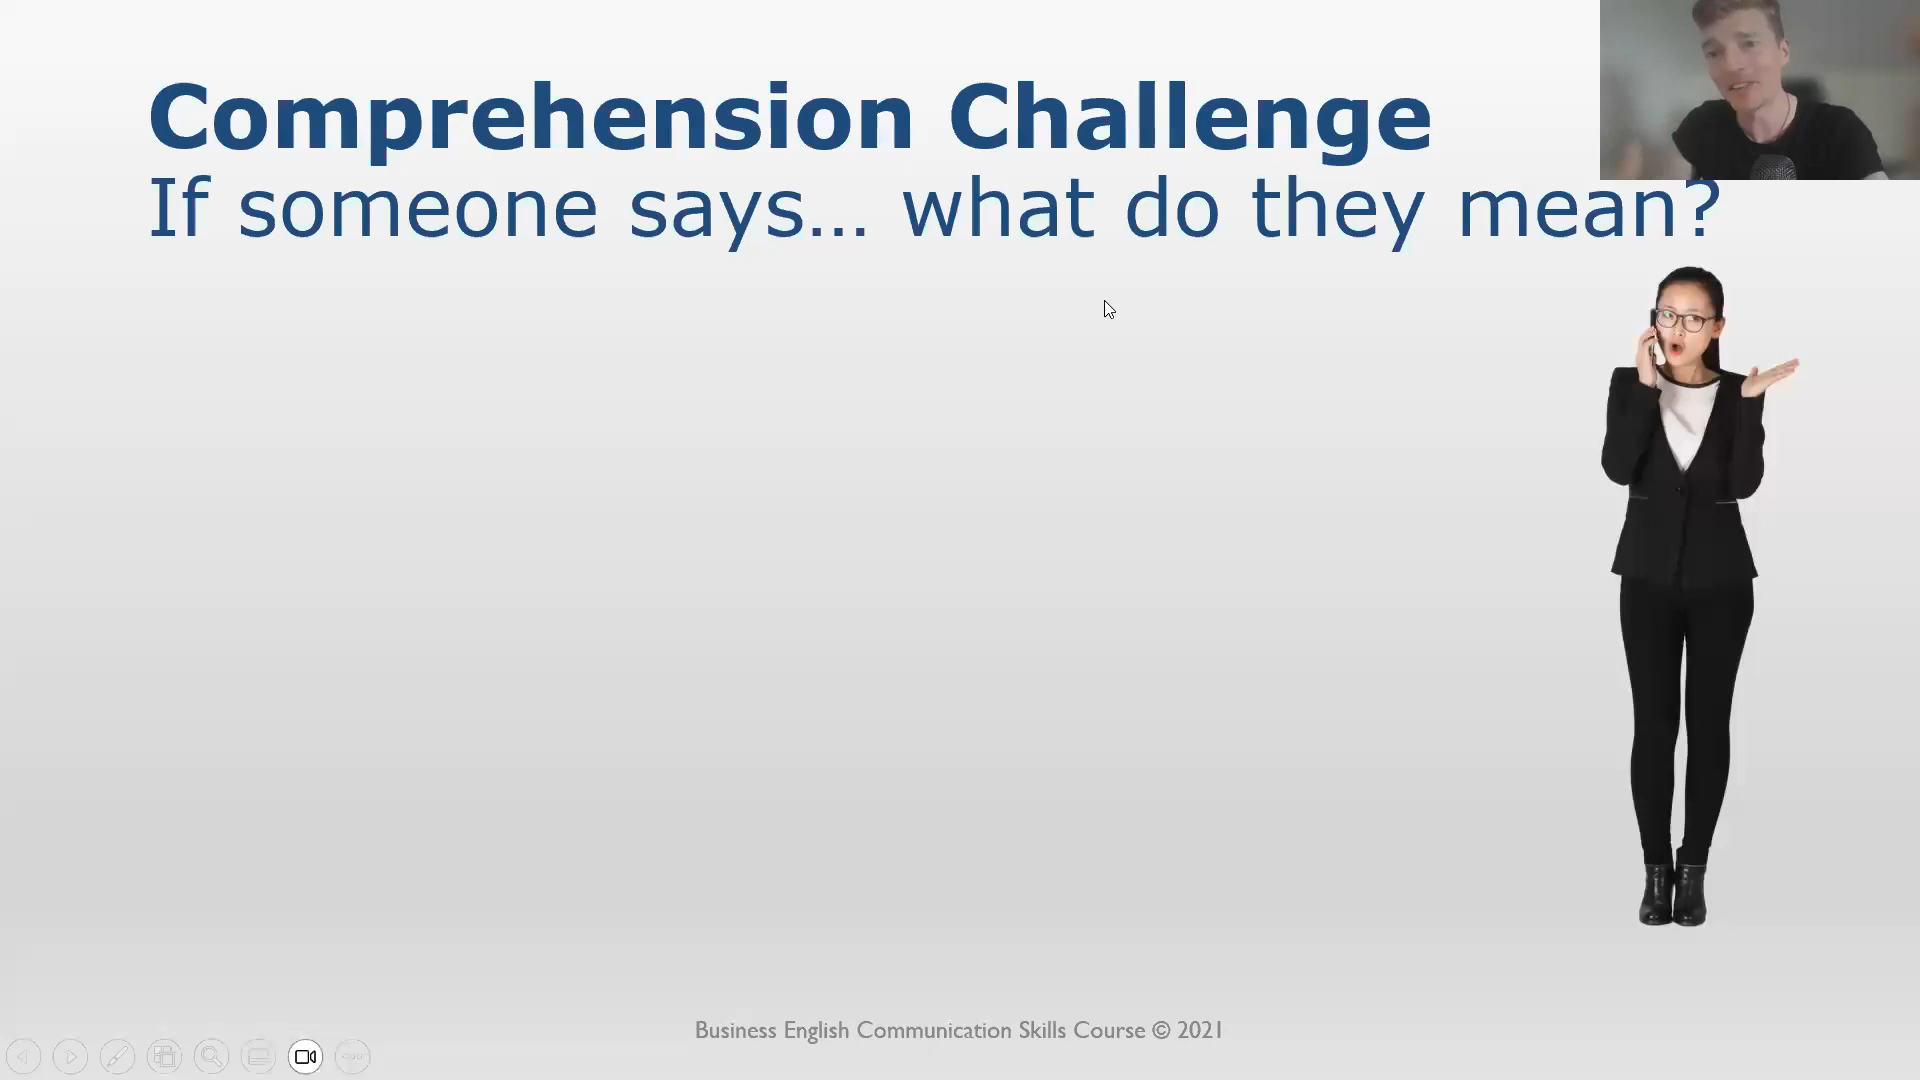 Comprehension Challenge
If someone says... what do they mean?
Business English Communication Skills Course © 2021